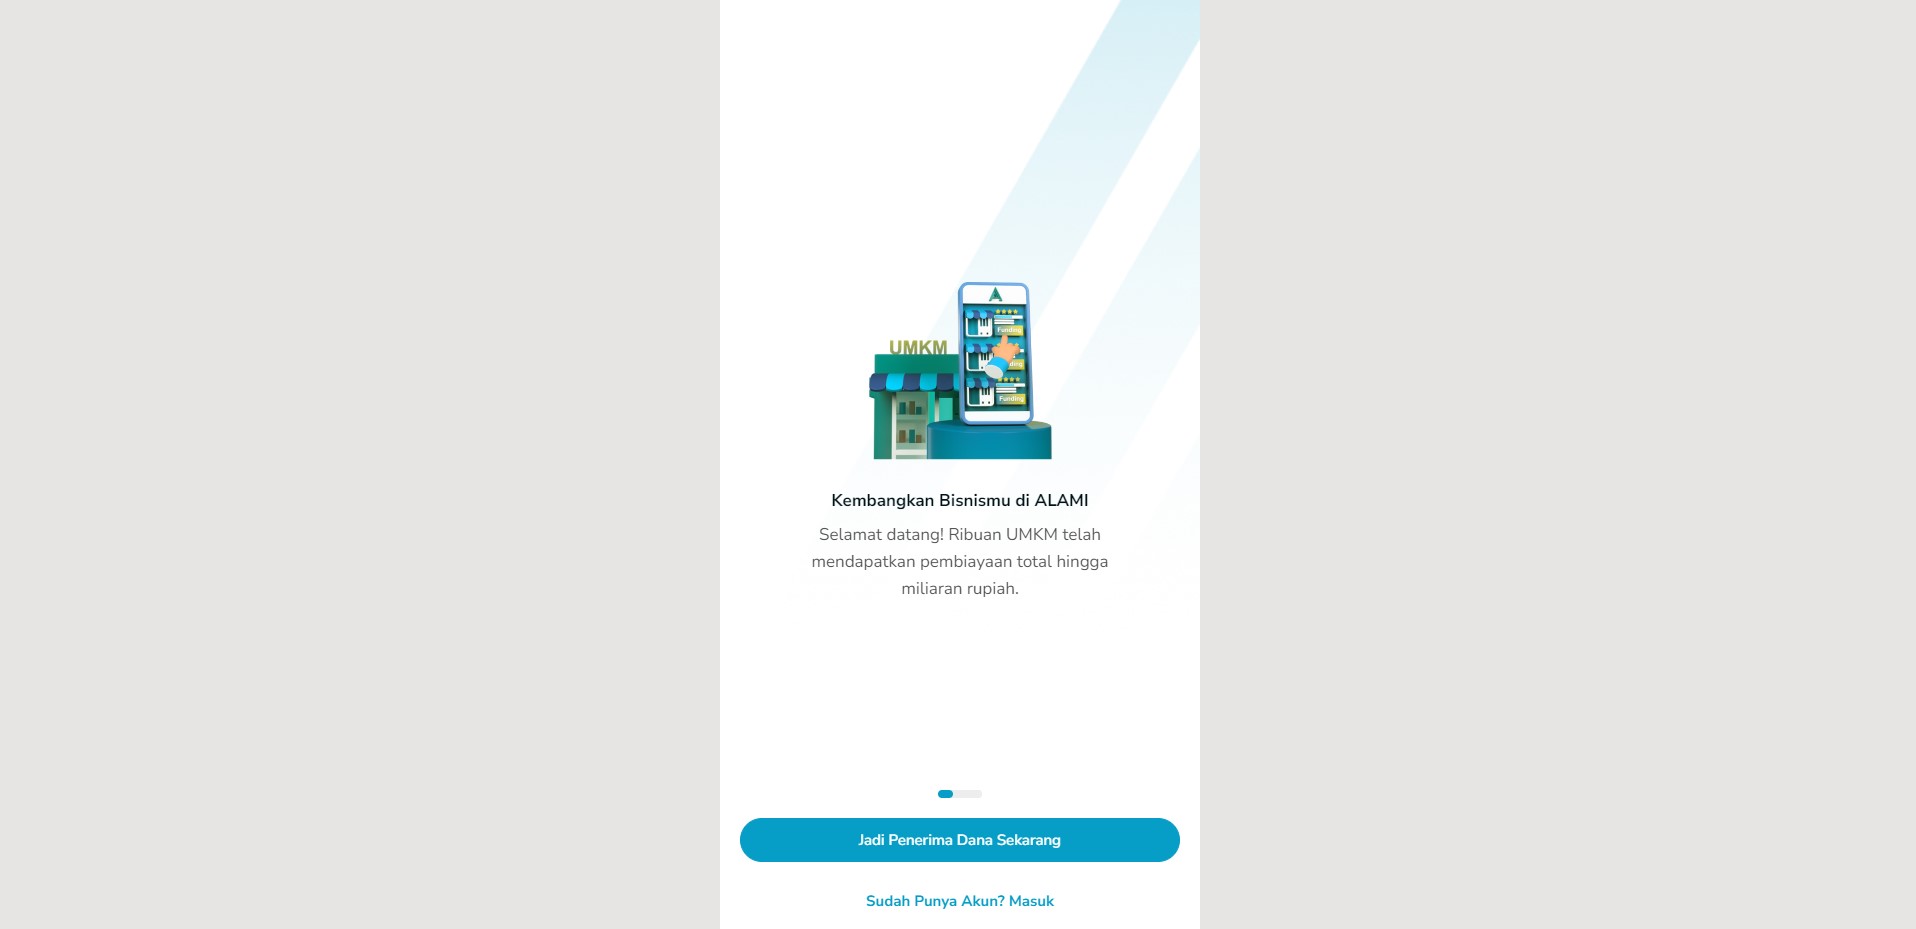 UMKM
Funding
Funding
Kembangkan Bisnismu di ALAMI
Selamat datang! Ribuan UMKM telah
mendapatkan pembiayaan total hingga
miliaran rupiah.
Jadi Penerima Dana Sekarang
Sudah Punya Akun? Masuk